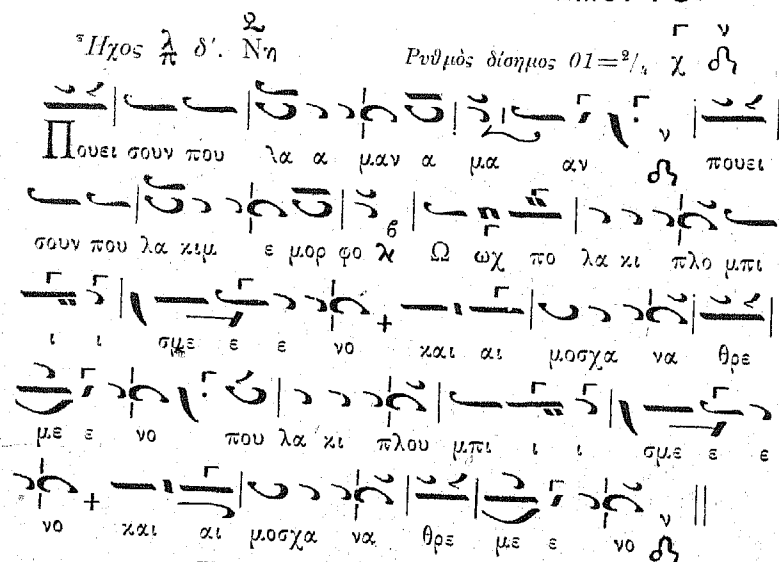 Ἦχος λ π δ´. Νη Ῥυθμὸς δίσημος 01=²/₄ χ ν
Πουει σουν που λα α μαν α μα αν ν πουει
σουν που λα κιμ ε μορ φο Ω ωχ πο λα κι πλο μπι
ι ι σμε ε ε νο και αι μοσχα να θρε
με ε νο που λα κι πλου μπι ι ι σμε ε ε
νο και αι μοσχα να θρε με ε νο ν